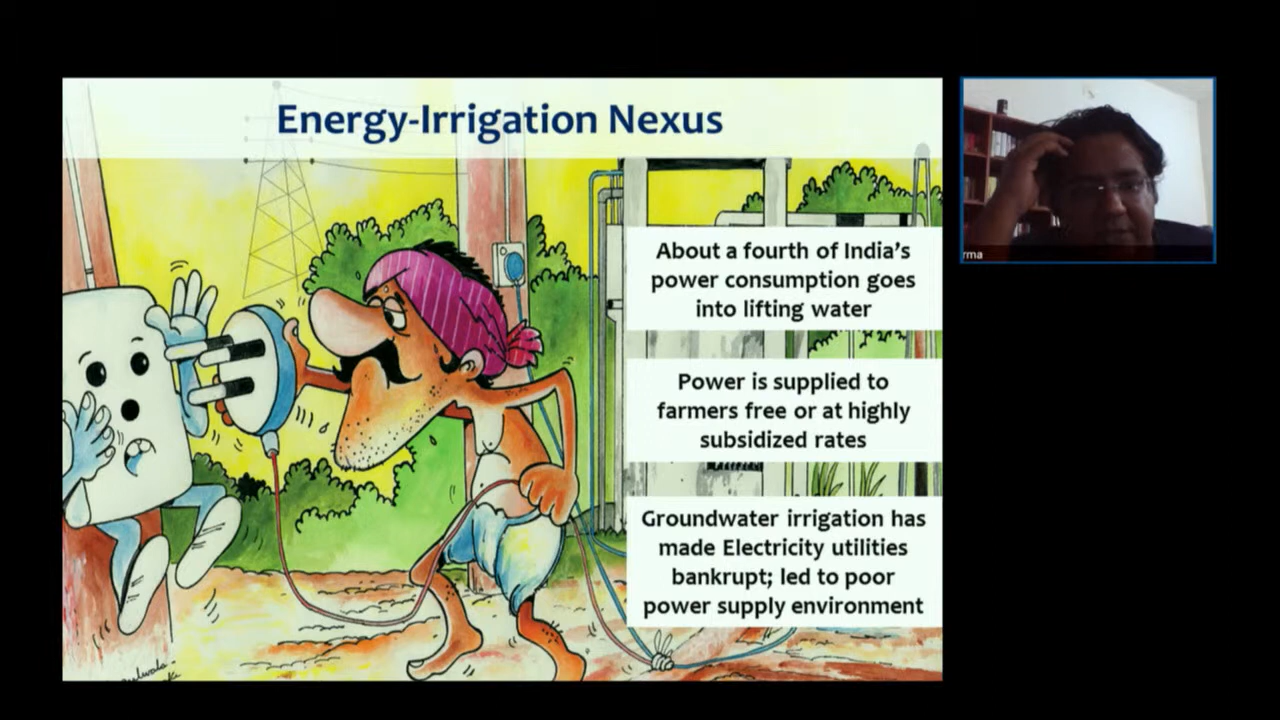 Energy-Irrigation Nexus
About a fourth of India's
power consumption goes
into lifting water
Power is supplied to
farmers free or at highly
subsidized rates
Groundwater irrigation has
made Electricity utilities
bankrupt; led to poor
power supply environment
rma